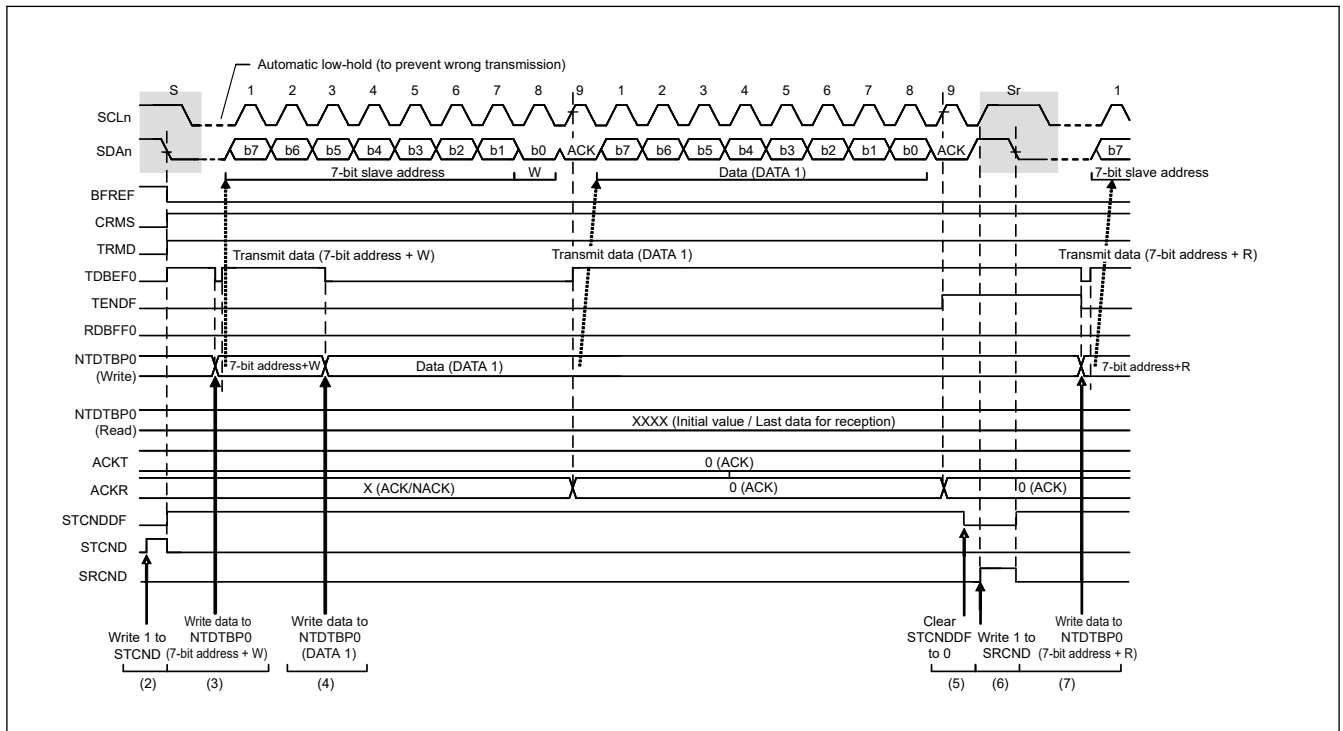 Automatic low-hold (to prevent wrong transmission)
S 1 2 3 4 5 6 7 8 9 1 2 3 4 5 6 7 8 9 Sr 1
SCLn
SDAn b7 b6 b5 b4 b3 b2 b1 b0 ACK b7 b6 b5 b4 b3 b2 b1 b0 ACK b7
7-bit slave address W Data (DATA 1) 7-bit slave address
BFREF
CRMS
TRMD
Transmit data (7-bit address + W) Transmit data (DATA 1) Transmit data (7-bit address + R)
TDBEF0
TENDF
RDBFF0
NTDTBP0
(Write) 7-bit address+W Data (DATA 1) 7-bit address+R
NTDTBP0
(Read) XXXX (Initial value / Last data for reception)
ACKT 0 (ACK)
ACKR X (ACK/NACK) 0 (ACK) 0 (ACK)
STCNDDF
STCND
SRCND
Write 1 to
STCND
Write data to
NTDTBP0
(7-bit address + W)
Write data to
NTDTBP0
(DATA 1)
Clear
STCNDDF
to 0
Write 1 to
SRCND
Write data to
NTDTBP0
(7-bit address + R)
(2) (3) (4) (5) (6) (7)